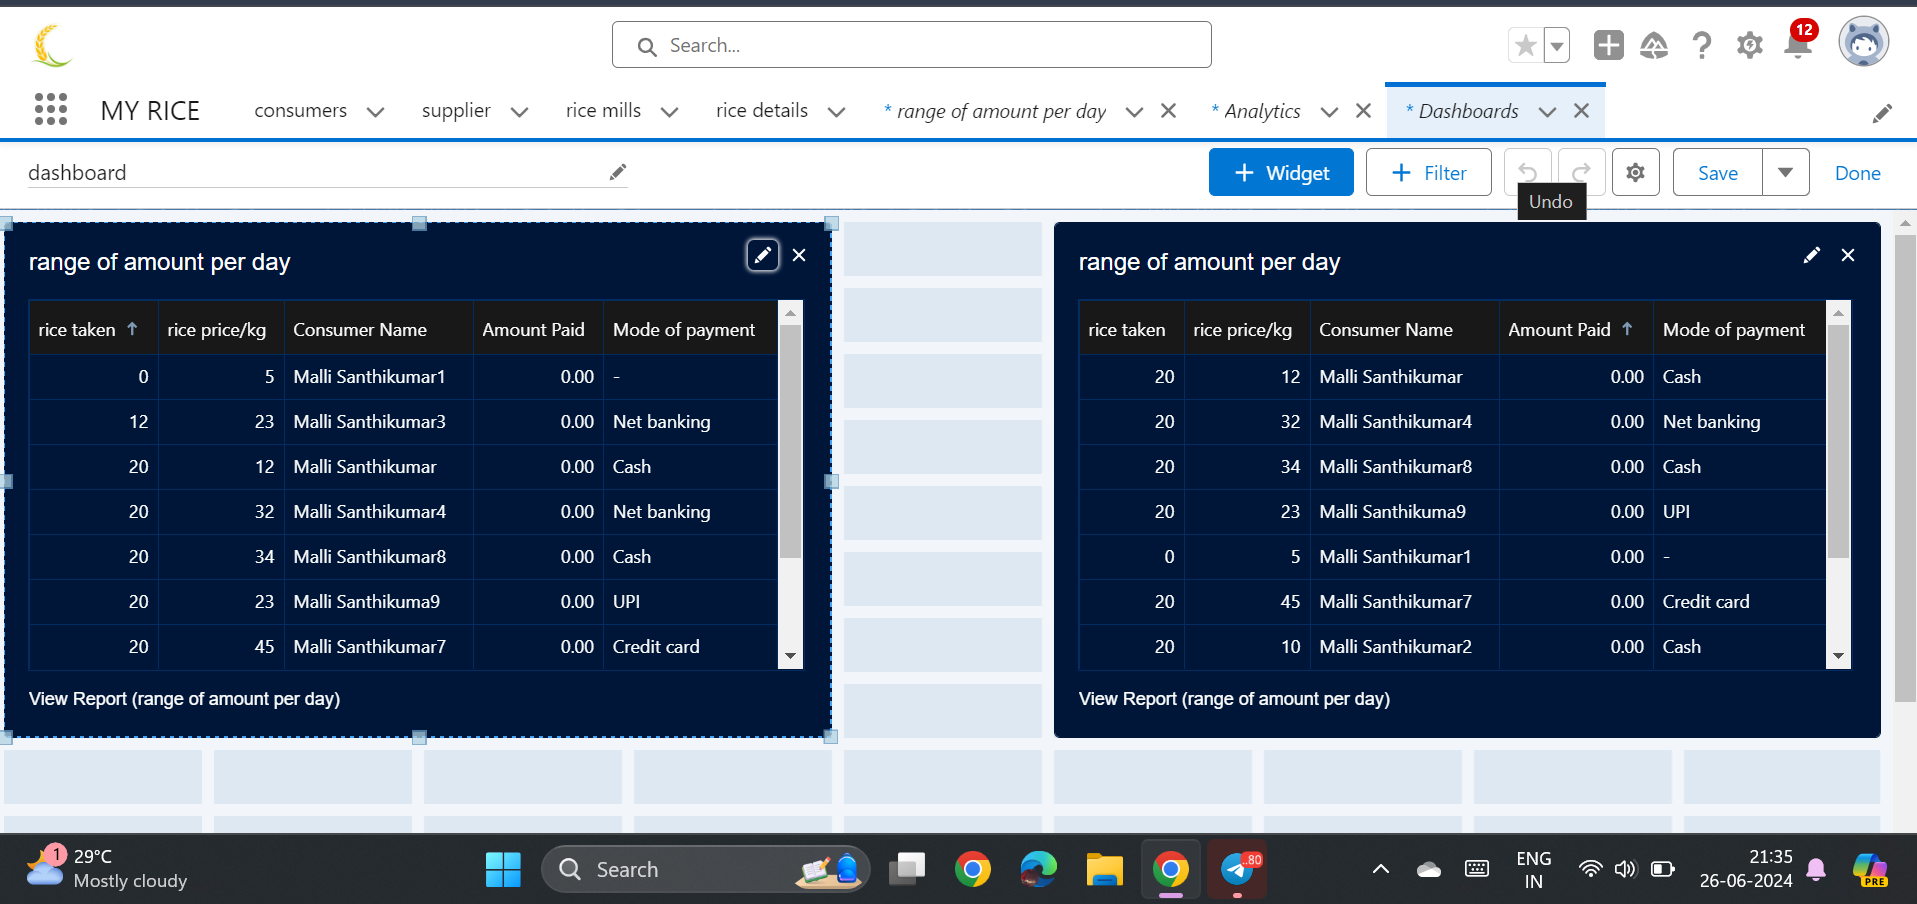 Search...
12
MY RICE
consumers
supplier
rice mills
rice details
* range of amount per day
* Analytics
* Dashboards
dashboard
+ Widget
+ Filter
Save
Done
Undo
range of amount per day
rice taken ↑ rice price/kg Consumer Name Amount Paid Mode of payment
0 5 Malli Santhikumar1 0.00 -
12 23 Malli Santhikumar3 0.00 Net banking
20 12 Malli Santhikumar 0.00 Cash
20 32 Malli Santhikumar4 0.00 Net banking
20 34 Malli Santhikumar8 0.00 Cash
20 23 Malli Santhikuma9 0.00 UPI
20 45 Malli Santhikumar7 0.00 Credit card
View Report (range of amount per day)
range of amount per day
rice taken rice price/kg Consumer Name Amount Paid ↑ Mode of payment
20 12 Malli Santhikumar 0.00 Cash
20 32 Malli Santhikumar4 0.00 Net banking
20 34 Malli Santhikumar8 0.00 Cash
20 23 Malli Santhikuma9 0.00 UPI
0 5 Malli Santhikumar1 0.00 -
20 45 Malli Santhikumar7 0.00 Credit card
20 10 Malli Santhikumar2 0.00 Cash
View Report (range of amount per day)
1
29°C
Mostly cloudy
Search
..80
ENG
IN
21:35
26-06-2024
PRE